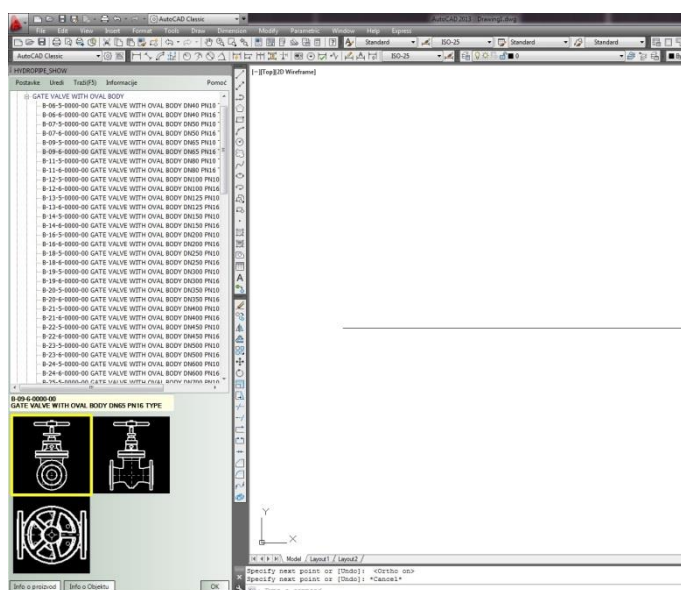 AutoCAD Classic
AutoCAD 2013 Drawing1.dwg
File Edit View Insert Format Tools Draw Dimension Modify Parametric Window Help Express
Standard ISO-25 Standard Standard
AutoCAD Classic ISO-25 0
HYDROPIPE_SHOW
[-][Top][2D Wireframe]
Postavke Uredi Traži(F5) Informacije Pomoć
GATE VALVE WITH OVAL BODY
B-06-5-0000-00 GATE VALVE WITH OVAL BODY DN40 PN10
B-06-6-0000-00 GATE VALVE WITH OVAL BODY DN40 PN16
B-07-5-0000-00 GATE VALVE WITH OVAL BODY DN50 PN10
B-07-6-0000-00 GATE VALVE WITH OVAL BODY DN50 PN16
B-09-5-0000-00 GATE VALVE WITH OVAL BODY DN65 PN10
B-09-6-0000-00 GATE VALVE WITH OVAL BODY DN65 PN16
B-11-5-0000-00 GATE VALVE WITH OVAL BODY DN80 PN10
B-11-6-0000-00 GATE VALVE WITH OVAL BODY DN80 PN16
B-12-5-0000-00 GATE VALVE WITH OVAL BODY DN100 PN10
B-12-6-0000-00 GATE VALVE WITH OVAL BODY DN100 PN16
B-13-5-0000-00 GATE VALVE WITH OVAL BODY DN125 PN10
B-13-6-0000-00 GATE VALVE WITH OVAL BODY DN125 PN16
B-14-5-0000-00 GATE VALVE WITH OVAL BODY DN150 PN10
B-14-6-0000-00 GATE VALVE WITH OVAL BODY DN150 PN16
B-16-5-0000-00 GATE VALVE WITH OVAL BODY DN200 PN10
B-16-6-0000-00 GATE VALVE WITH OVAL BODY DN200 PN16
B-18-5-0000-00 GATE VALVE WITH OVAL BODY DN250 PN10
B-18-6-0000-00 GATE VALVE WITH OVAL BODY DN250 PN16
B-19-5-0000-00 GATE VALVE WITH OVAL BODY DN300 PN10
B-19-6-0000-00 GATE VALVE WITH OVAL BODY DN300 PN16
B-20-5-0000-00 GATE VALVE WITH OVAL BODY DN350 PN10
B-20-6-0000-00 GATE VALVE WITH OVAL BODY DN350 PN16
B-21-5-0000-00 GATE VALVE WITH OVAL BODY DN400 PN10
B-21-6-0000-00 GATE VALVE WITH OVAL BODY DN400 PN16
B-22-5-0000-00 GATE VALVE WITH OVAL BODY DN450 PN10
B-22-6-0000-00 GATE VALVE WITH OVAL BODY DN450 PN16
B-23-5-0000-00 GATE VALVE WITH OVAL BODY DN500 PN10
B-23-6-0000-00 GATE VALVE WITH OVAL BODY DN500 PN16
B-24-5-0000-00 GATE VALVE WITH OVAL BODY DN600 PN10
B-24-6-0000-00 GATE VALVE WITH OVAL BODY DN600 PN16
B-25-5-0000-00 GATE VALVE WITH OVAL BODY DN700 PN10
B-09-6-0000-00
GATE VALVE WITH OVAL BODY DN65 PN16 TYPE
Y
X
Model Layout1 Layout2
Specify next point or [Undo]: <Ortho on>
Specify next point or [Undo]: *Cancel*
Info o proizvod Info o Objektu OK